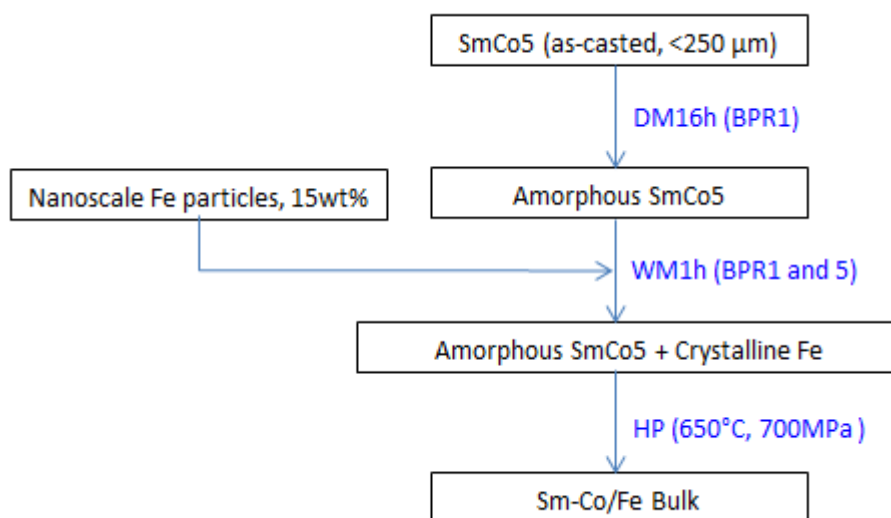 SmCo5 (as-casted, <250 µm)
DM16h (BPR1)
Nanoscale Fe particles, 15wt%
Amorphous SmCo5
WM1h (BPR1 and 5)
Amorphous SmCo5 + Crystalline Fe
HP (650°C, 700MPa )
Sm-Co/Fe Bulk